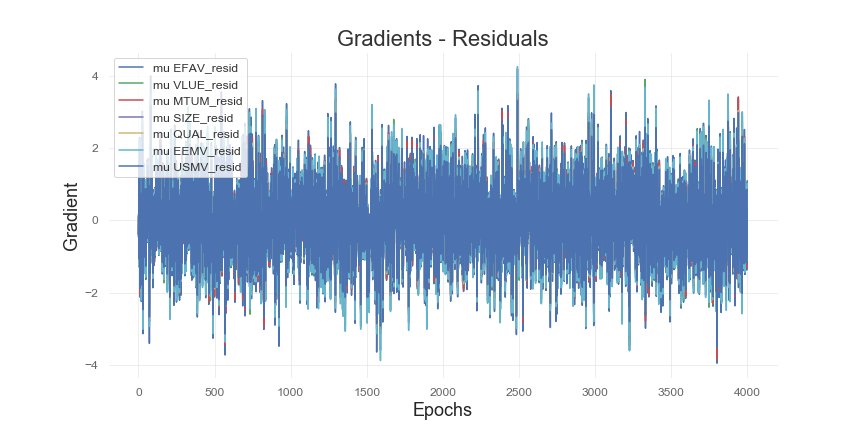 Gradients - Residuals
mu EFAV_resid
mu VLUE_resid
mu MTUM_resid
mu SIZE_resid
mu QUAL_resid
mu EEMV_resid
mu USMV_resid
Gradient
4
2
0
−2
−4
0 500 1000 1500 2000 2500 3000 3500 4000
Epochs